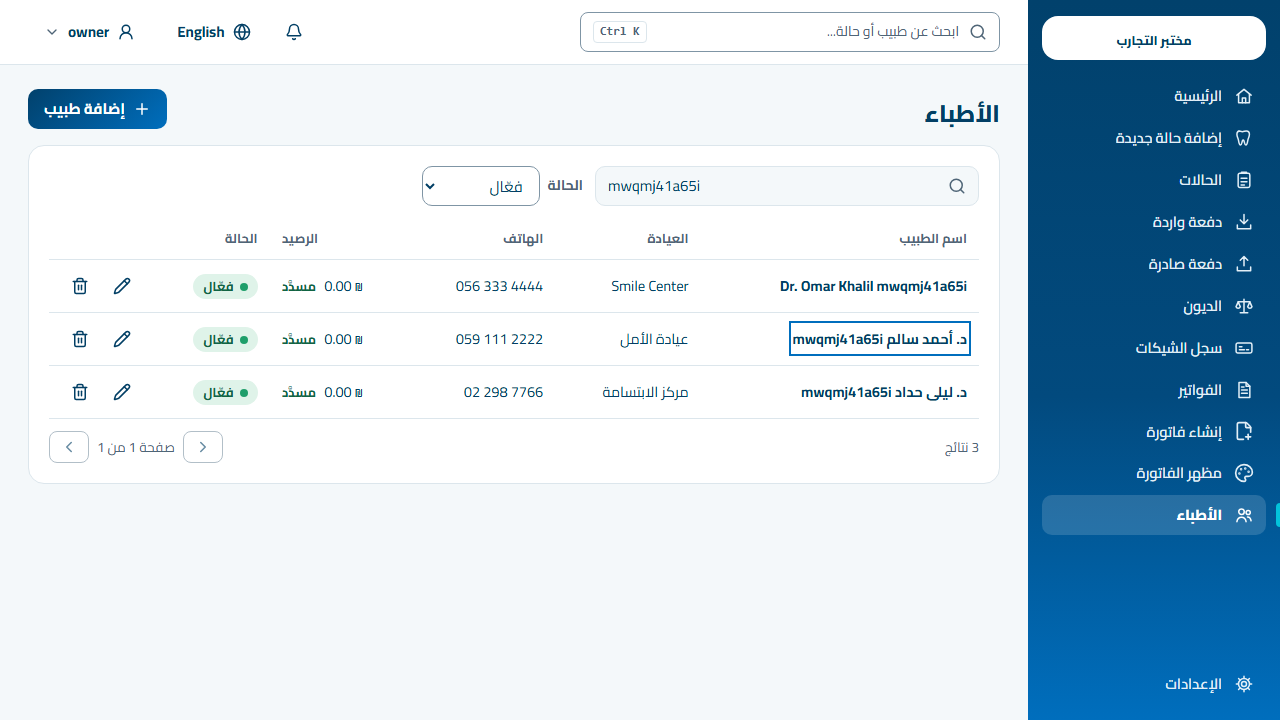 مختبر التجارب
الرئيسية
إضافة حالة جديدة
الحالات
دفعة واردة
دفعة صادرة
الديون
سجل الشيكات
الفواتير
إنشاء فاتورة
مظهر الفاتورة
الأطباء
الإعدادات
ابحث عن طبيب أو حالة... Ctrl K
English
owner
الأطباء
إضافة طبيب
mwqmj41a65i
الحالة فعّال
اسم الطبيب العيادة الهاتف الرصيد الحالة
Dr. Omar Khalil mwqmj41a65i Smile Center 056 333 4444 ₪ 0.00 مسدَّد فعّال
د. أحمد سالم mwqmj41a65i عيادة الأمل 059 111 2222 ₪ 0.00 مسدَّد فعّال
د. ليلى حداد mwqmj41a65i مركز الابتسامة 02 298 7766 ₪ 0.00 مسدَّد فعّال
3 نتائج صفحة 1 من 1